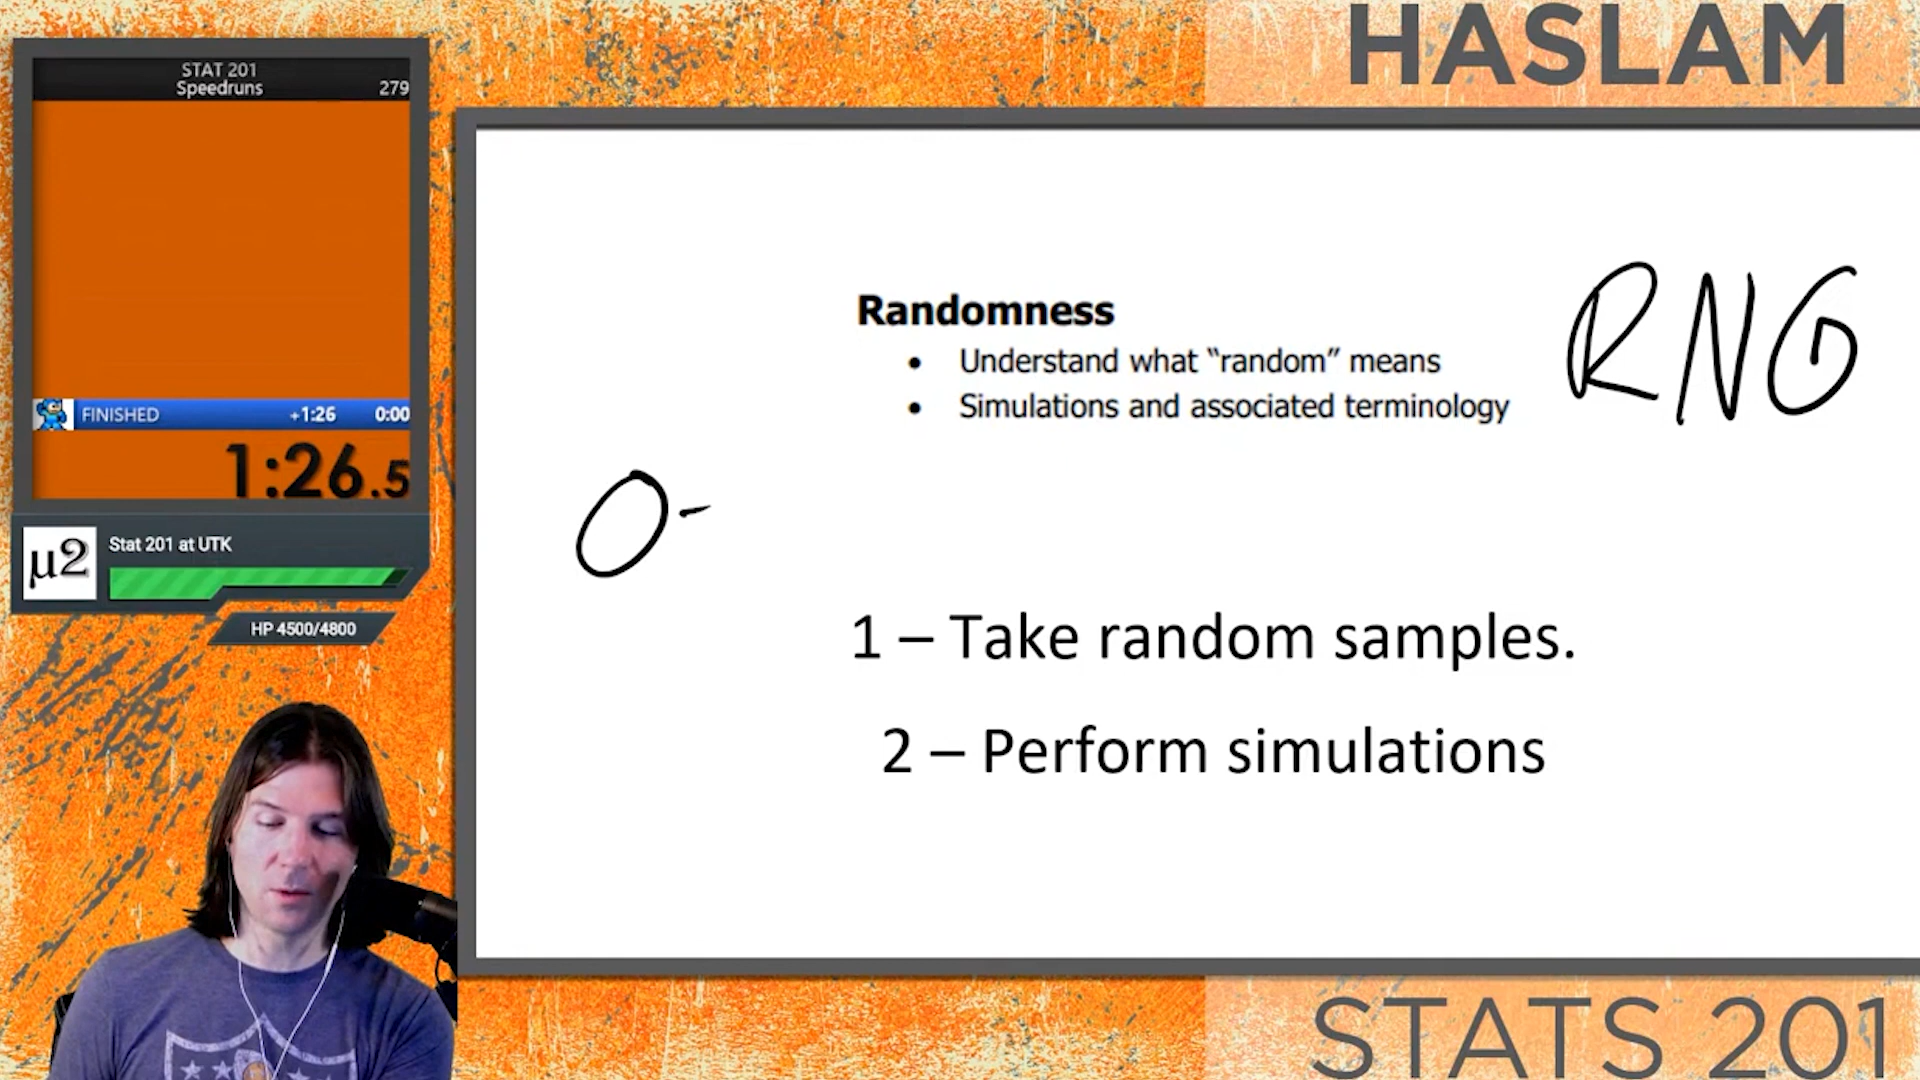 HASLAM
STAT 201
Speedruns 279
FINISHED +1:26 0:00
1:26.5
µ2
Stat 201 at UTK
HP 4500/4800
Randomness
• Understand what “random” means
• Simulations and associated terminology
RNG
0-
1 – Take random samples.
2 – Perform simulations
STATS 201